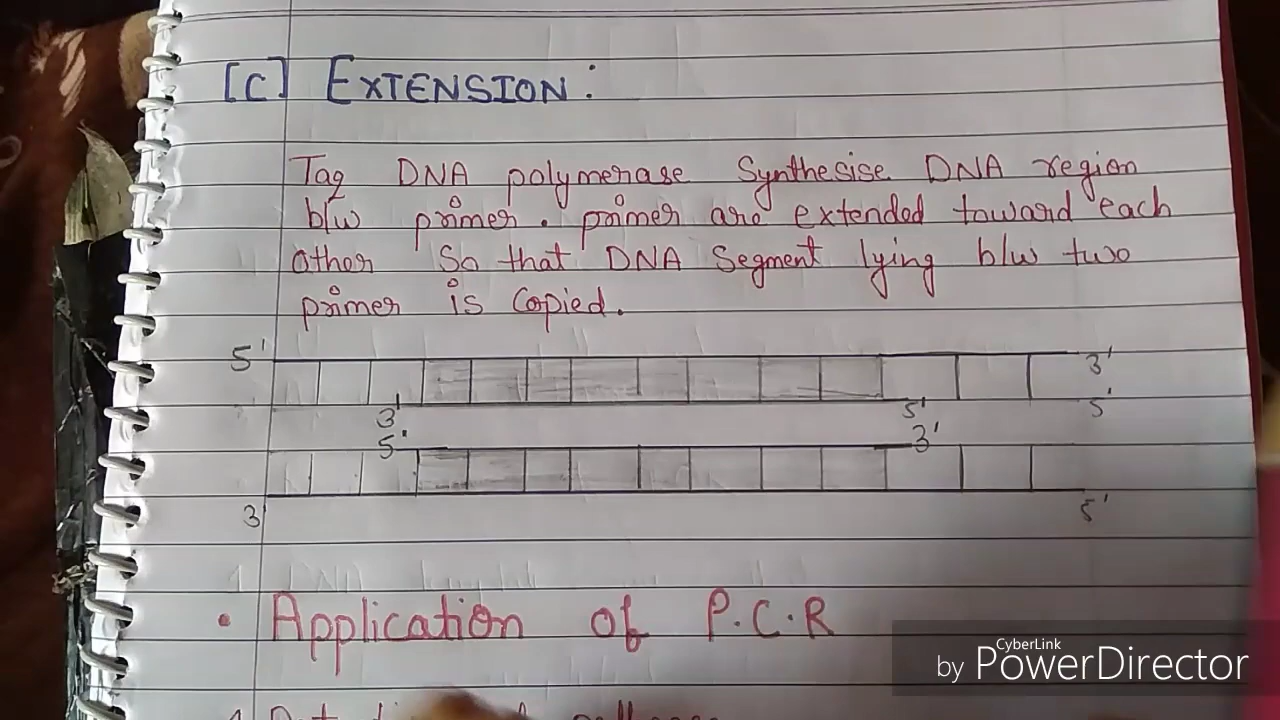 [C] EXTENSION:
Taq DNA polymerase Synthesise DNA region
b/w primer. primer are extended toward each
other So that DNA Segment lying b/w two
primer is Copied.
5' 3'
3' 5' 5'
5' 3'
3' 5'
• Application of P.C.R
CyberLink
by PowerDirector